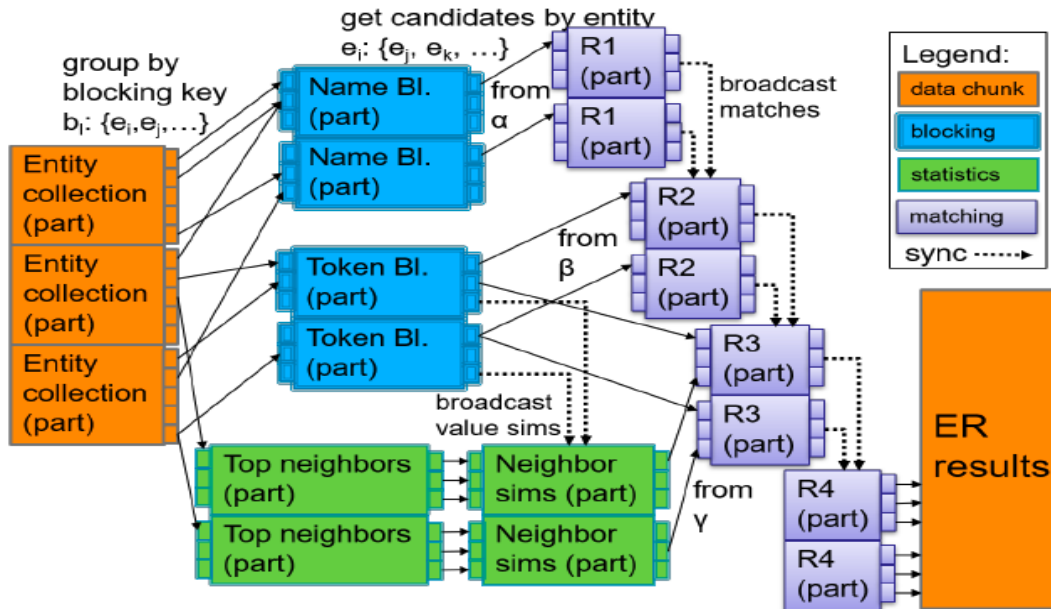 get candidates by entity
eᵢ: {eⱼ, eₖ, …}
group by
blocking key
bₗ: {eᵢ,eⱼ,…}
Name Bl.
(part)
Name Bl.
(part)
from
α
R1
(part)
R1
(part)
broadcast
matches
Legend:
data chunk
blocking
statistics
matching
sync
Entity
collection
(part)
Entity
collection
(part)
Entity
collection
(part)
Token Bl.
(part)
Token Bl.
(part)
from
β
R2
(part)
R2
(part)
broadcast
value sims
R3
(part)
R3
(part)
Top neighbors
(part)
Top neighbors
(part)
Neighbor
sims (part)
Neighbor
sims (part)
from
γ
R4
(part)
R4
(part)
ER
results